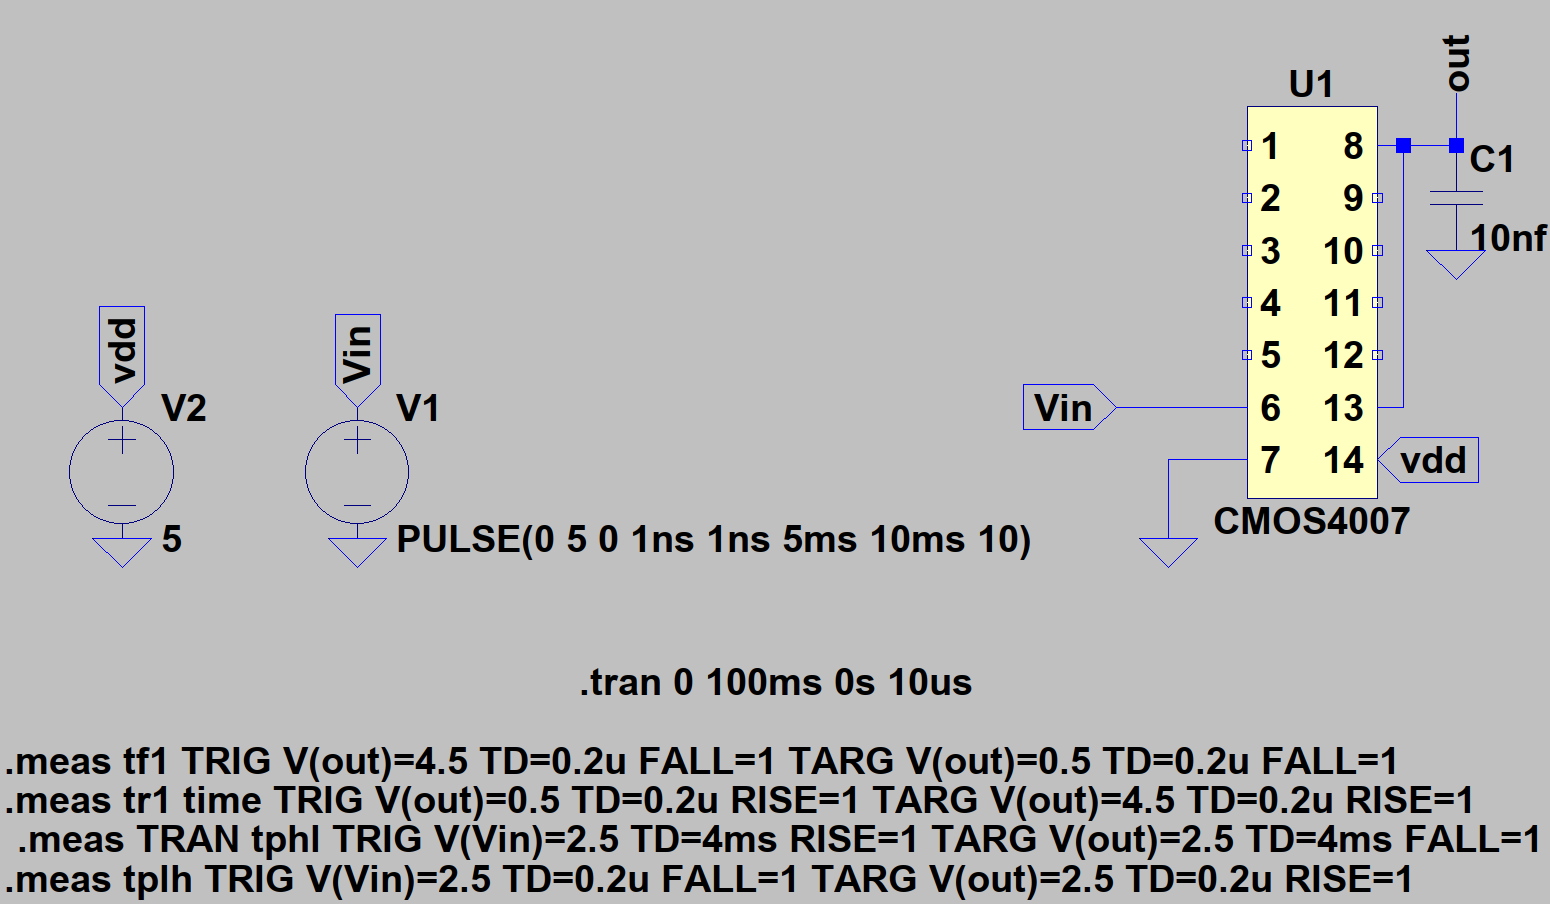 out
U1
1 8
C1
2 9
10nf
3 10
4 11
5 12
vdd
Vin
V2
V1
Vin
6 13
7 14
vdd
CMOS4007
5
PULSE(0 5 0 1ns 1ns 5ms 10ms 10)
.tran 0 100ms 0s 10us
.meas tf1 TRIG V(out)=4.5 TD=0.2u FALL=1 TARG V(out)=0.5 TD=0.2u FALL=1
.meas tr1 time TRIG V(out)=0.5 TD=0.2u RISE=1 TARG V(out)=4.5 TD=0.2u RISE=1
.meas TRAN tphl TRIG V(Vin)=2.5 TD=4ms RISE=1 TARG V(out)=2.5 TD=4ms FALL=1
.meas tplh TRIG V(Vin)=2.5 TD=0.2u FALL=1 TARG V(out)=2.5 TD=0.2u RISE=1